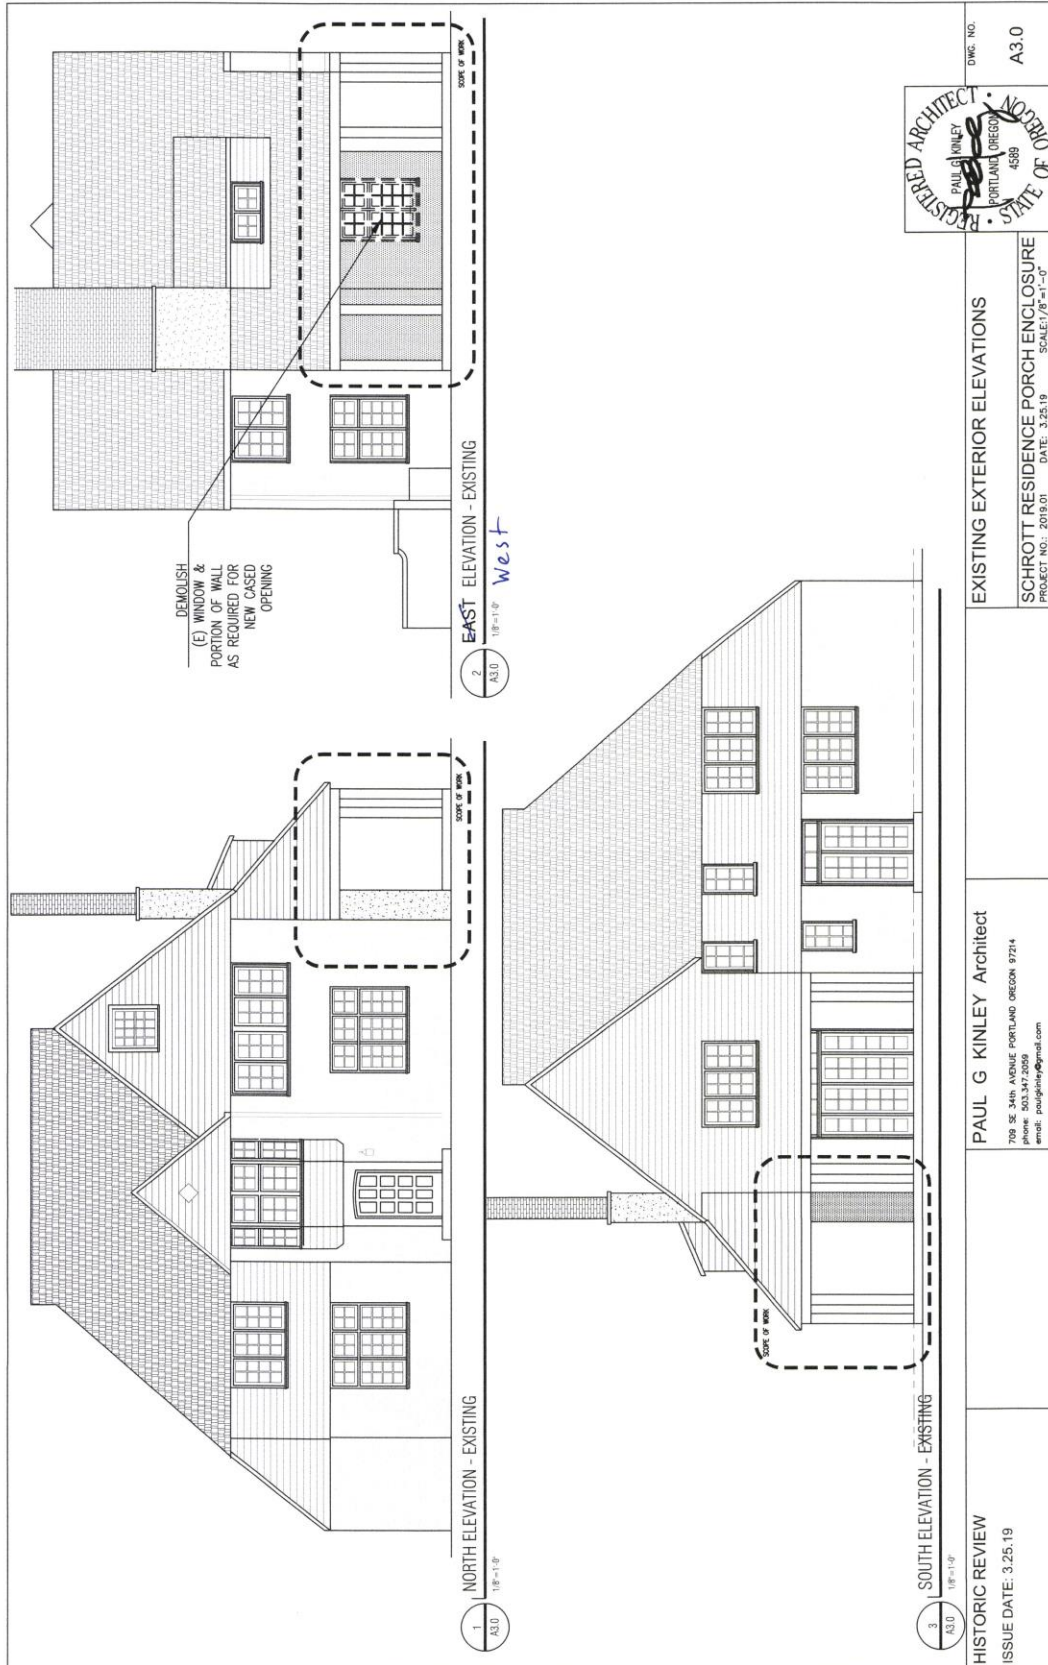 DEMOLISH
(E) WINDOW &
PORTION OF WALL
AS REQUIRED FOR
NEW CASED
OPENING
SCOPE OF WORK
SCOPE OF WORK
1
A3.0
NORTH ELEVATION - EXISTING
1/8"=1'-0"
2
A3.0
EAST ELEVATION - EXISTING
1/8"=1'-0"
West
SCOPE OF WORK
3
A3.0
SOUTH ELEVATION - EXISTING
1/8"=1'-0"
HISTORIC REVIEW
ISSUE DATE: 3.25.19
PAUL G KINLEY Architect
709 SE 34th AVENUE PORTLAND OREGON 97214
phone: 503.347.2059
email: paulgkinley@gmail.com
EXISTING EXTERIOR ELEVATIONS
SCHROTT RESIDENCE PORCH ENCLOSURE
PROJECT NO.: 2019.01 DATE: 3.25.19 SCALE:1/8"=1'-0"
REGISTERED ARCHITECT
PAUL G. KINLEY
PORTLAND, OREGON
4589
STATE OF OREGON
DWG. NO.
A3.0